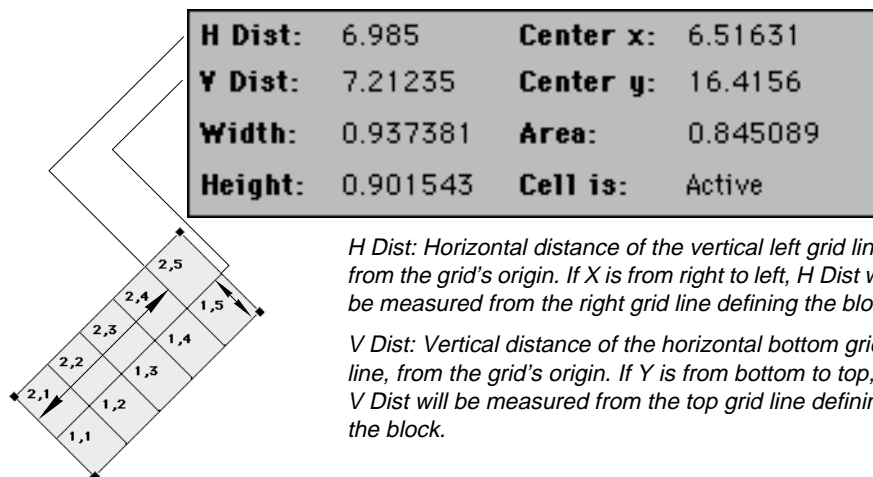 H Dist: 6.985 Center x: 6.51631
V Dist: 7.21235 Center y: 16.4156
Width: 0.937381 Area: 0.845089
Height: 0.901543 Cell is: Active
H Dist: Horizontal distance of the vertical left grid
from the grid's origin. If X is from right to left, H Dist
be measured from the right grid line defining the
V Dist: Vertical distance of the horizontal bottom
line, from the grid's origin. If Y is from bottom to top,
V Dist will be measured from the top grid line
the block.
2,5
2,4
1,5
2,3
1,4
2,2
1,3
2,1
1,2
1,1